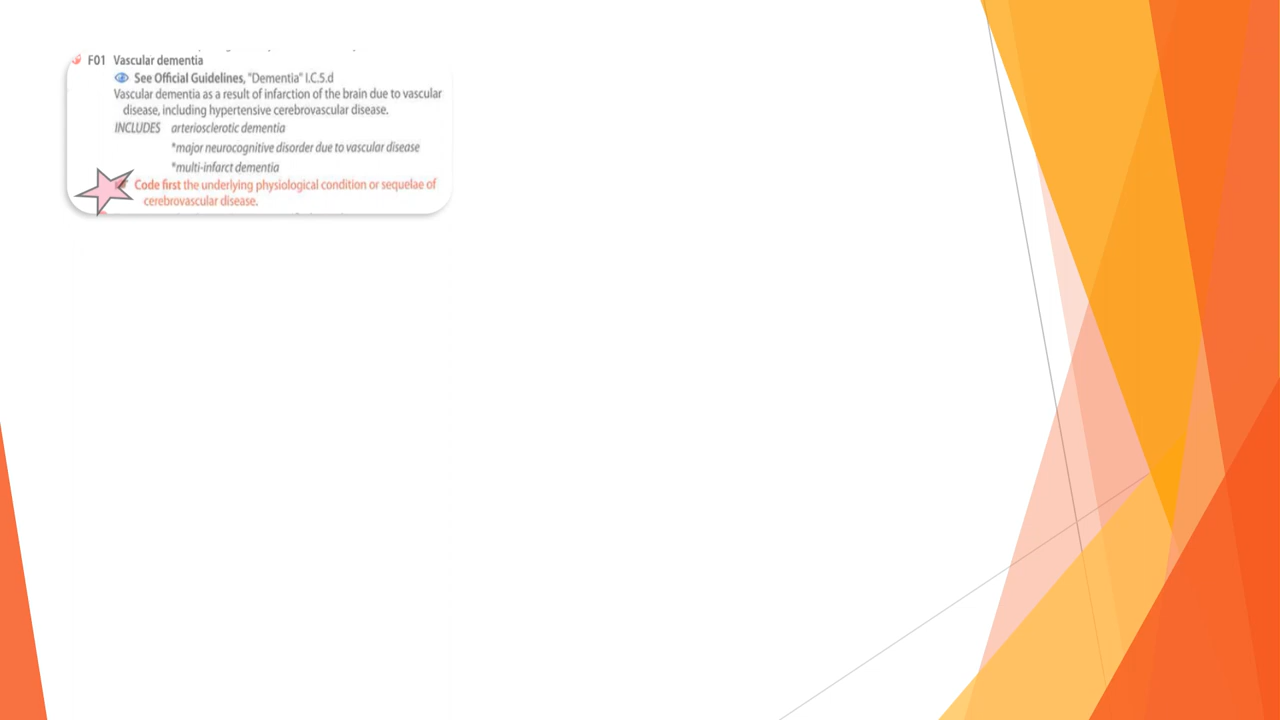 F01 Vascular dementia
See Official Guidelines, "Dementia" I.C.5.d
Vascular dementia as a result of infarction of the brain due to vascular
disease, including hypertensive cerebrovascular disease.
INCLUDES arteriosclerotic dementia
*major neurocognitive disorder due to vascular disease
*multi-infarct dementia
Code first the underlying physiological condition or sequelae of
cerebrovascular disease.